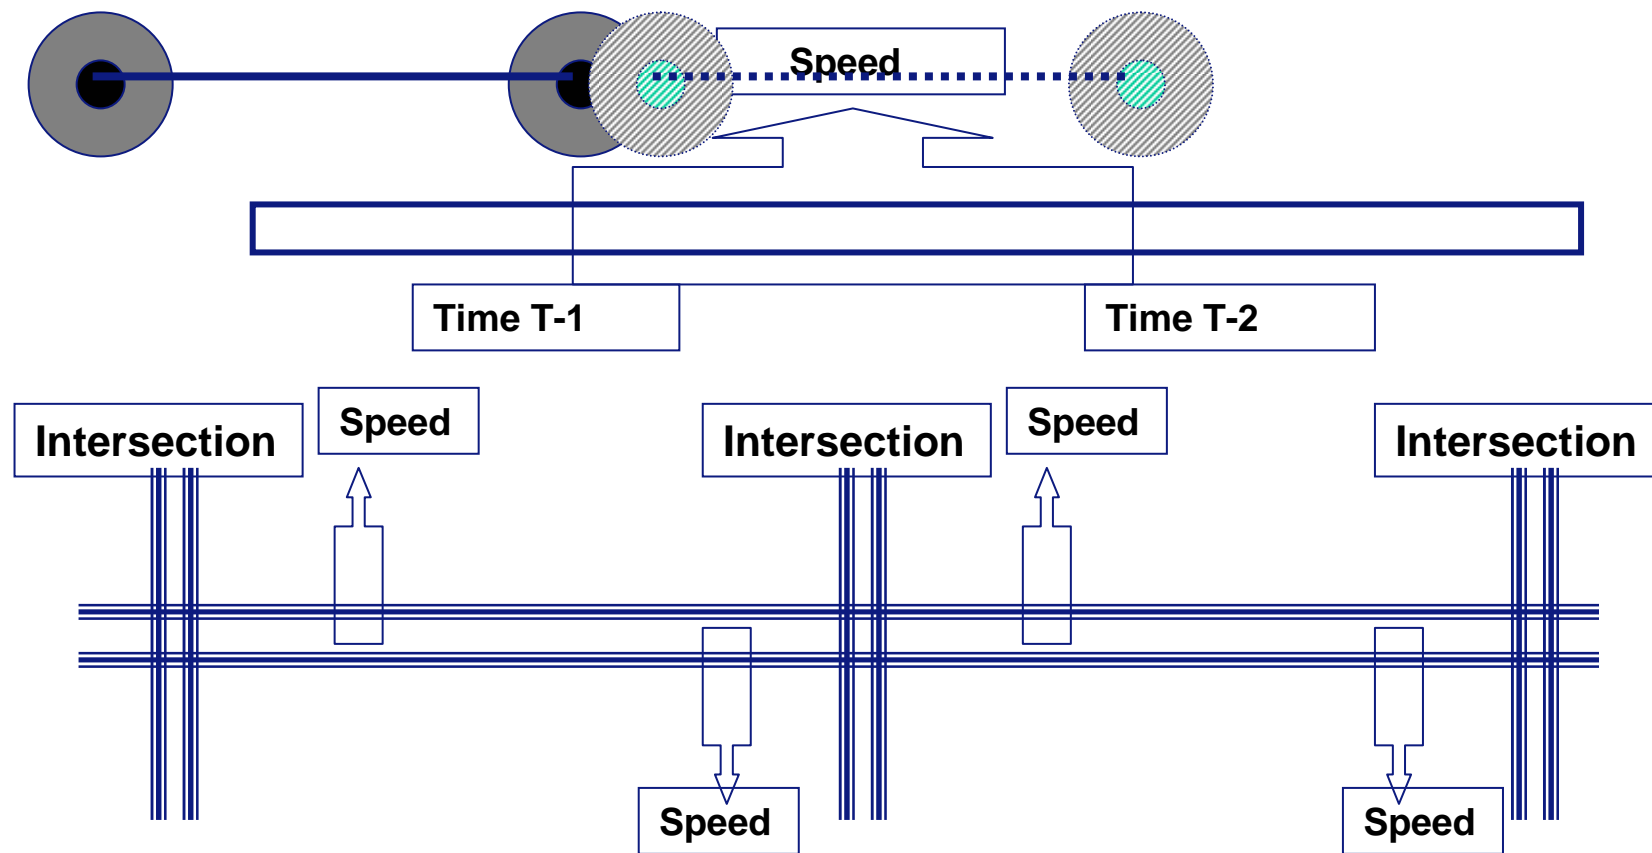 Speed
Time T-1
Time T-2
Intersection
Speed
Intersection
Speed
Intersection
Speed
Speed